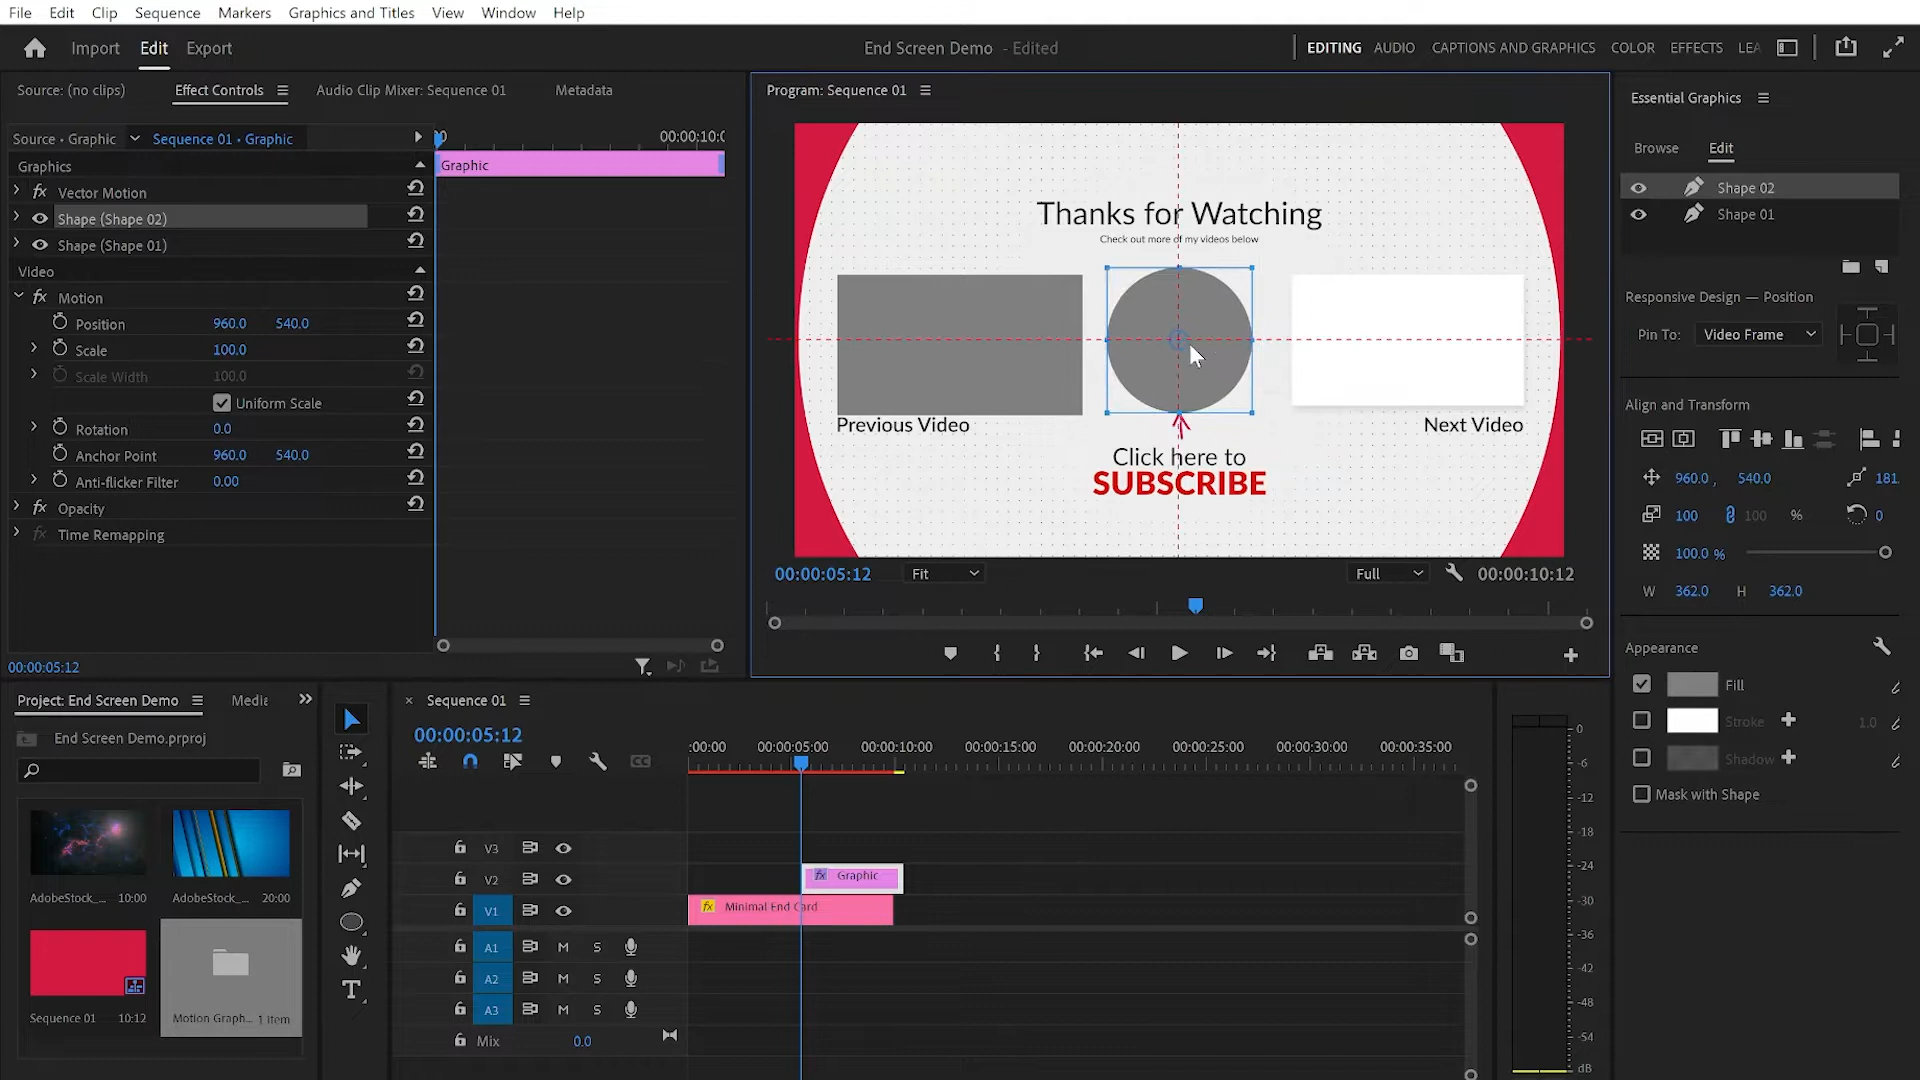 File Edit Clip Sequence Markers Graphics and Titles View Window Help
Import Edit Export
End Screen Demo - Edited
EDITING AUDIO CAPTIONS AND GRAPHICS COLOR EFFECTS LEA
Source: (no clips) Effect Controls Audio Clip Mixer: Sequence 01 Metadata
Source • Graphic Sequence 01 • Graphic
00:00:10:0
Graphics
Graphic
fx Vector Motion
Shape (Shape 02)
Shape (Shape 01)
Video
fx Motion
Position 960.0 540.0
Scale 100.0
Scale Width 100.0
Uniform Scale
Rotation 0.0
Anchor Point 960.0 540.0
Anti-flicker Filter 0.00
fx Opacity
fx Time Remapping
00:00:05:12
Program: Sequence 01
Thanks for Watching
Check out more of my videos below
Previous Video
Next Video
Click here to
SUBSCRIBE
00:00:05:12 Fit Full 00:00:10:12
Essential Graphics
Browse Edit
Shape 02
Shape 01
Responsive Design — Position
Pin To: Video Frame
Align and Transform
960.0 , 540.0 181.
100 100 % 0
100.0 %
W 362.0 H 362.0
Appearance
Fill
Stroke 1.0
Shadow
Mask with Shape
Project: End Screen Demo Media
End Screen Demo.prproj
AdobeStock_... 10:00
AdobeStock_... 20:00
Sequence 01 10:12
Motion Graph... 1 item
T
× Sequence 01
00:00:05:12
:00:00 00:00:05:00 00:00:10:00 00:00:15:00 00:00:20:00 00:00:25:00 00:00:30:00 00:00:35:00
CC
V3
V2
fx Graphic
V1
fx Minimal End Card
A1 M S
A2 M S
A3 M S
Mix 0.0
0
-6
-12
-18
-24
-30
-36
-42
-48
-54
dB